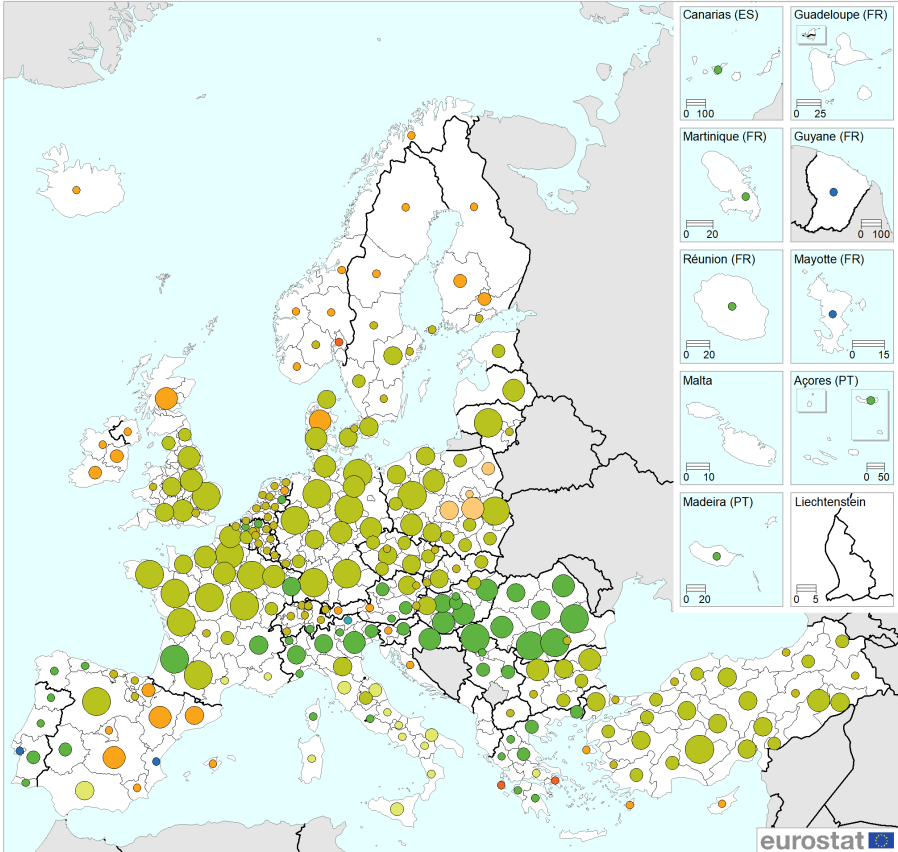 Canarias (ES)
0 100
Guadeloupe (FR)
0 25
Martinique (FR)
0 20
Guyane (FR)
0 100
Réunion (FR)
0 20
Mayotte (FR)
0 15
Malta
0 10
Açores (PT)
0 50
Madeira (PT)
0 20
Liechtenstein
0 5
eurostat